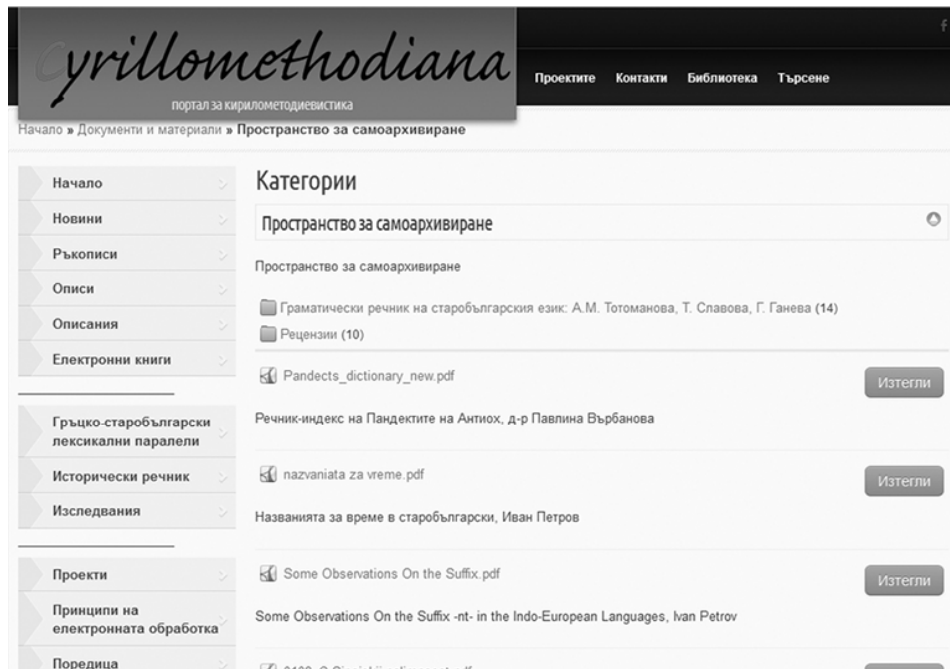 Cyrillomethodiana
портал за кирилометодиевистика
Проектите Контакти Библиотека Търсене
f
Начало » Документи и материали » Пространство за самоархивиране
Начало
Новини
Ръкописи
Описи
Описания
Електронни книги
Гръцко-старобългарски
лексикални паралели
Исторически речник
Изследвания
Проекти
Принципи на
електронната обработка
Поредица
Категории
Пространство за самоархивиране
Пространство за самоархивиране
Граматически речник на старобългарския език: А.М. Тотоманова, Т. Славова, Г. Ганева (14)
Рецензии (10)
Pandects_dictionary_new.pdf
Изтегли
Речник-индекс на Пандектите на Антиох, д-р Павлина Върбанова
nazvaniata za vreme.pdf
Изтегли
Названията за време в старобългарски, Иван Петров
Some Observations On the Suffix.pdf
Изтегли
Some Observations On the Suffix -nt- in the Indo-European Languages, Ivan Petrov